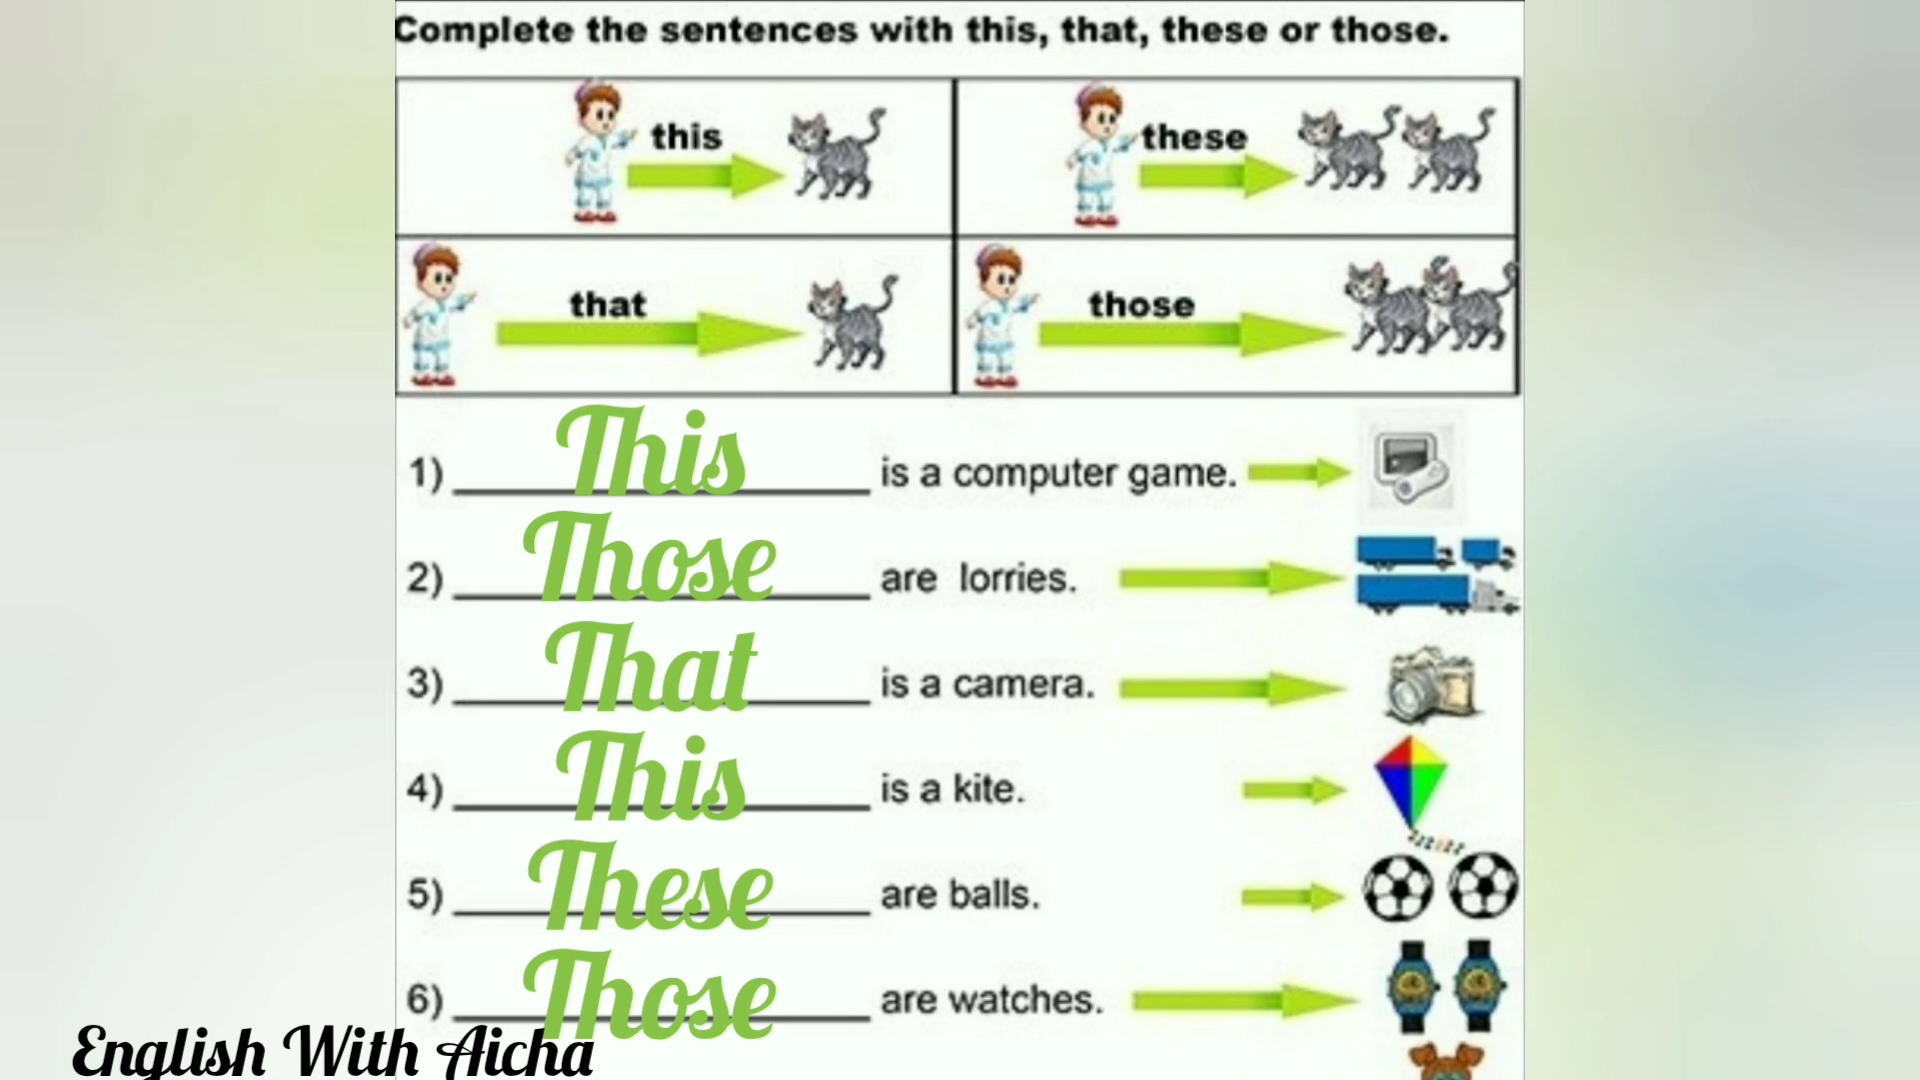 Complete the sentences with this, that, these or those.
this
these
that
those
1) This is a computer game.
2) Those are lorries.
3) That is a camera.
4) This is a kite.
5) These are balls.
6) Those are watches.
English With Aicha